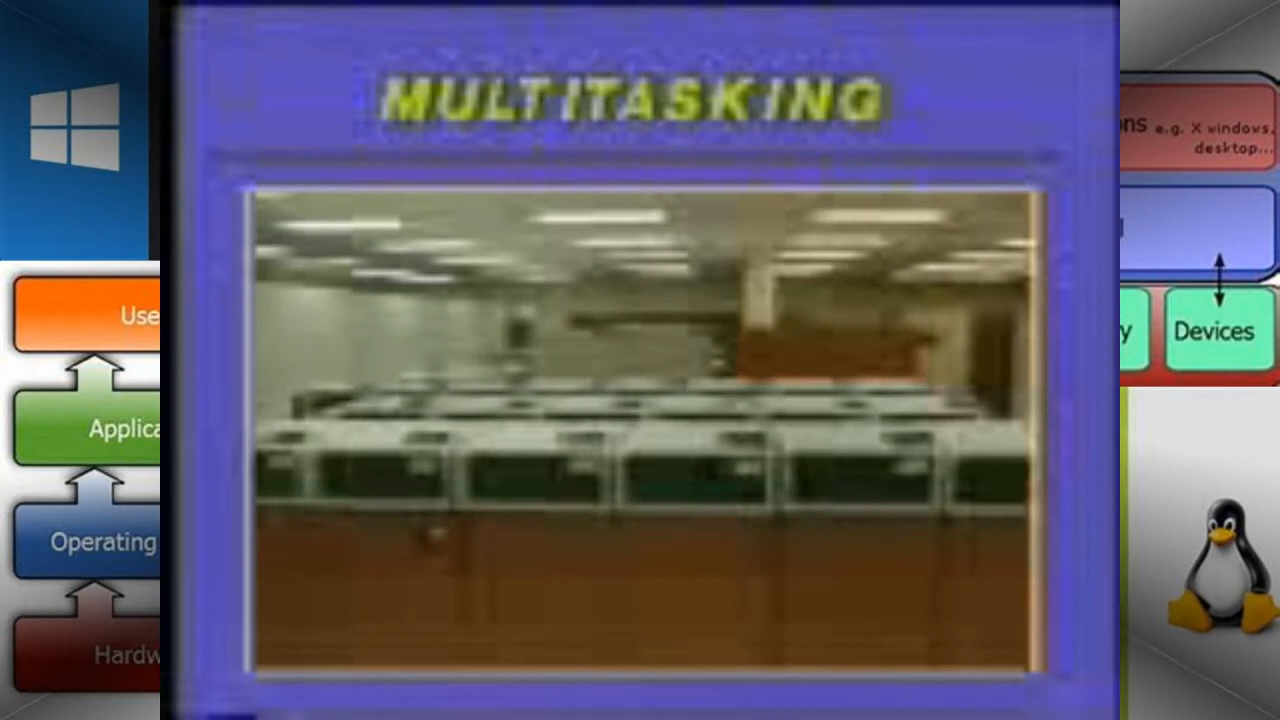 MULTITASKING
Use
Applica
Operating
Hardw
ns e.g. X windows,
desktop...
l
y
Devices